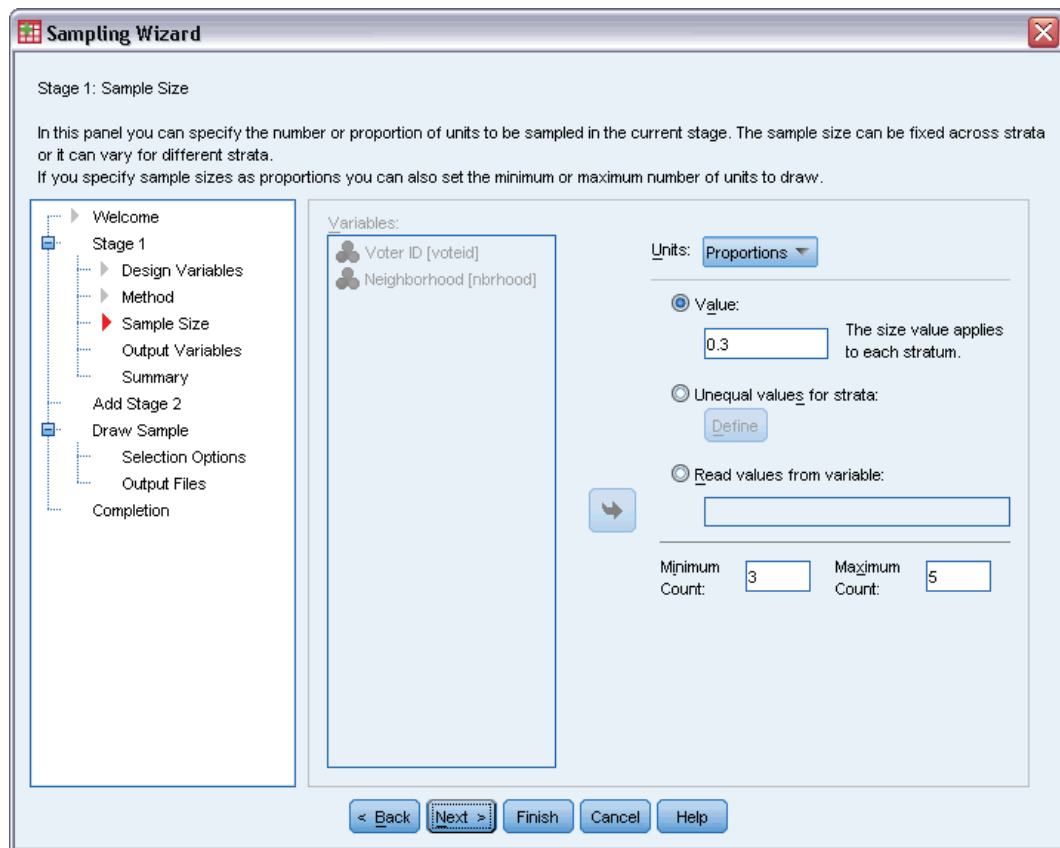 Sampling Wizard
Stage 1: Sample Size
In this panel you can specify the number or proportion of units to be sampled in the current stage. The sample size can be fixed across strata
or it can vary for different strata.
If you specify sample sizes as proportions you can also set the minimum or maximum number of units to draw.
Welcome
Stage 1
Design Variables
Method
Sample Size
Output Variables
Summary
Add Stage 2
Draw Sample
Selection Options
Output Files
Completion
Variables:
Voter ID [voteid]
Neighborhood [nbrhood]
Units: Proportions
Value:
0.3
The size value applies
to each stratum.
Unequal values for strata:
Define
Read values from variable:
Minimum
Count:
3
Maximum
Count:
5
< Back
Next >
Finish
Cancel
Help